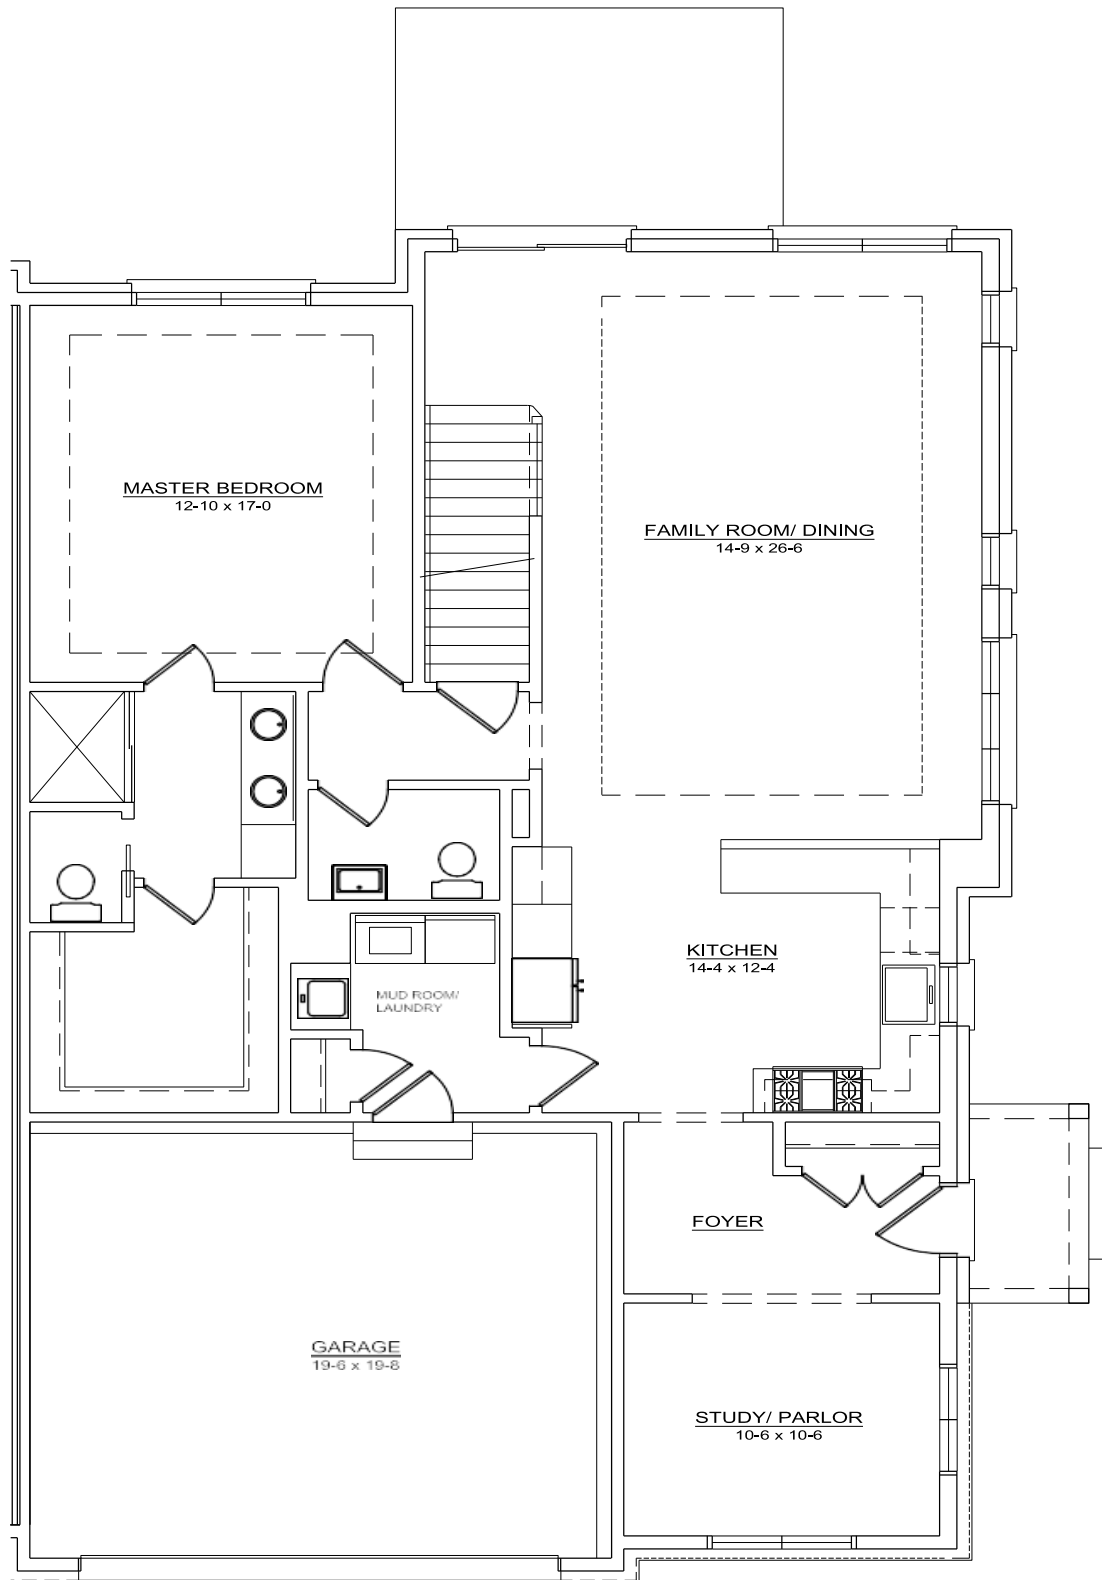 MASTER BEDROOM
12-10 x 17-0
FAMILY ROOM/ DINING
14-9 x 26-6
KITCHEN
14-4 x 12-4
MUD ROOM/
LAUNDRY
FOYER
GARAGE
19-6 x 19-8
STUDY/ PARLOR
10-6 x 10-6